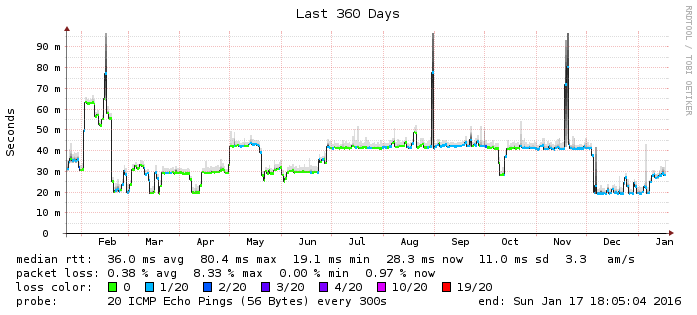 Last 360 Days
RRDTOOL / TOBI OETIKER
Seconds
90 m
80 m
70 m
60 m
50 m
40 m
30 m
20 m
10 m
0
Feb Mar Apr May Jun Jul Aug Sep Oct Nov Dec Jan
median rtt: 36.0 ms avg 80.4 ms max 19.1 ms min 28.3 ms now 11.0 ms sd 3.3 am/s
packet loss: 0.38 % avg 8.33 % max 0.00 % min 0.97 % now
loss color: 0 1/20 2/20 3/20 4/20 10/20 19/20
probe: 20 ICMP Echo Pings (56 Bytes) every 300s end: Sun Jan 17 18:05:04 2016